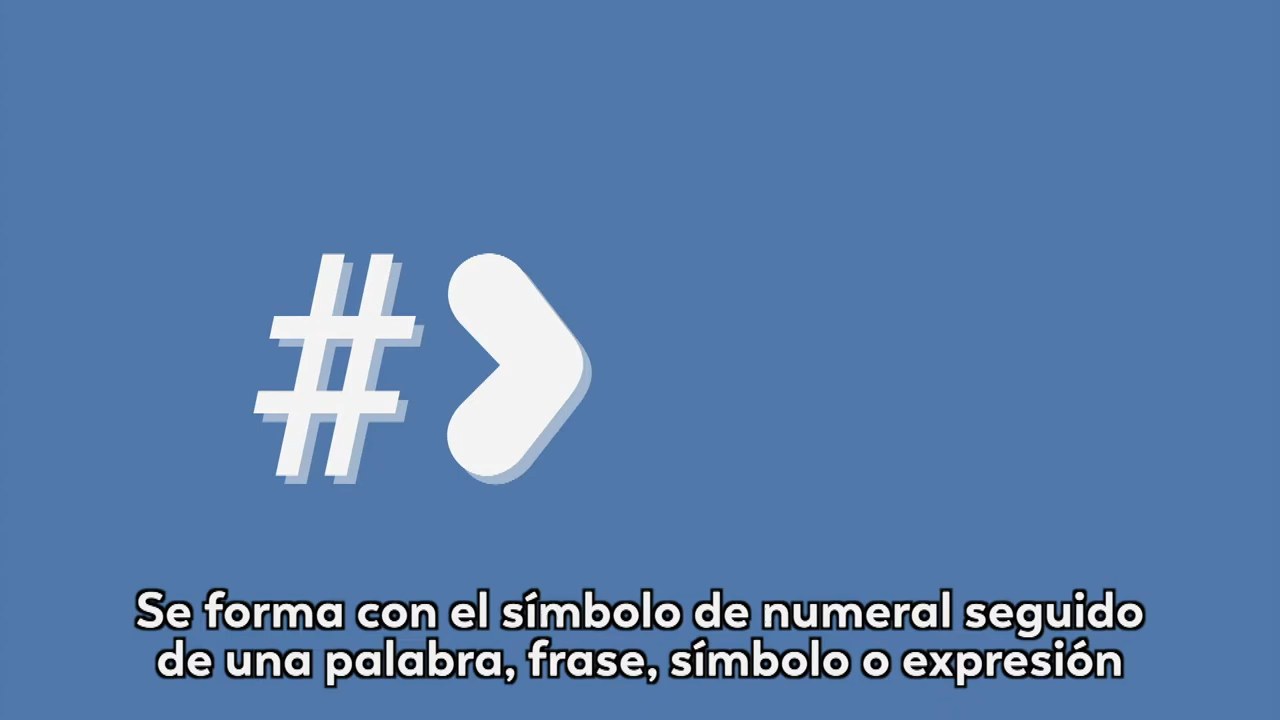 #
Se forma con el símbolo de numeral seguido
de una palabra, frase, símbolo o expresión